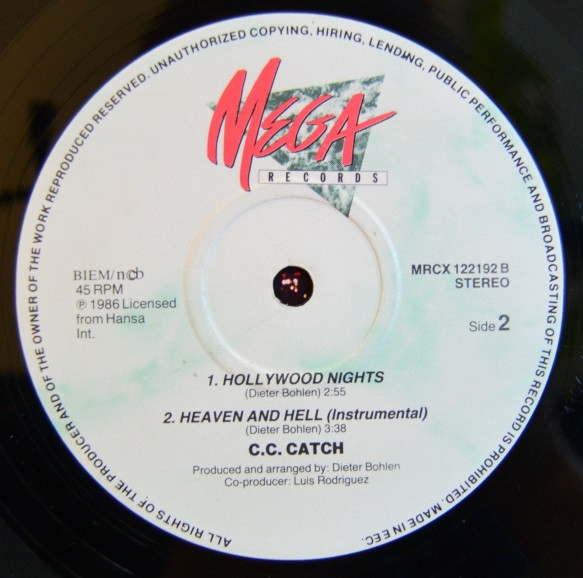 ALL RIGHTS OF THE PRODUCER AND OF THE OWNER OF THE WORK REPRODUCED RESERVED. UNAUTHORIZED COPYING, HIRING, LENDING, PUBLIC PERFORMANCE AND BROADCASTING OF THIS RECORD IS PROHIBITED. MADE IN EEC.
MEGA
RECORDS
BIEM/ncb
45 RPM
℗ 1986 Licensed
from Hansa
Int.
MRCX 122192 B
STEREO
Side 2
1. HOLLYWOOD NIGHTS
(Dieter Bohlen) 2:55
2. HEAVEN AND HELL (Instrumental)
(Dieter Bohlen) 3:38
C.C. CATCH
Produced and arranged by: Dieter Bohlen
Co-producer: Luis Rodriguez